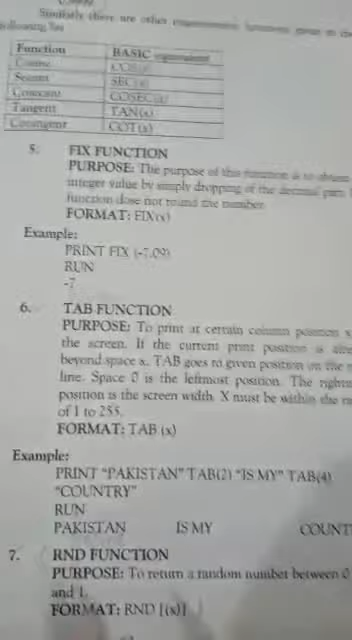 Similarly there are other
following
Function BASIC equivalent
Cosine COS(x)
Secant SEC(x)
Cosecant COSEC(x)
Tangent TAN(x)
Cotangent COT(x)
5. FIX FUNCTION
PURPOSE: The purpose of this function is to obtain
integer value by simply dropping of the decimal part.
function dose not round the number.
FORMAT: FIX(x)
Example:
PRINT FIX (-7.09)
RUN
-7
6. TAB FUNCTION
PURPOSE: To print at certain column position
the screen. If the current print position is
beyond space x, TAB goes to given position on the
line. Space 0 is the leftmost position. The
position is the screen width. X must be within the
of 1 to 255.
FORMAT: TAB (x)
Example:
PRINT "PAKISTAN" TAB(2) "IS MY" TAB(4)
"COUNTRY"
RUN
PAKISTAN IS MY COUNT
7. RND FUNCTION
PURPOSE: To return a random number between 0
and 1.
FORMAT: RND [(x)]